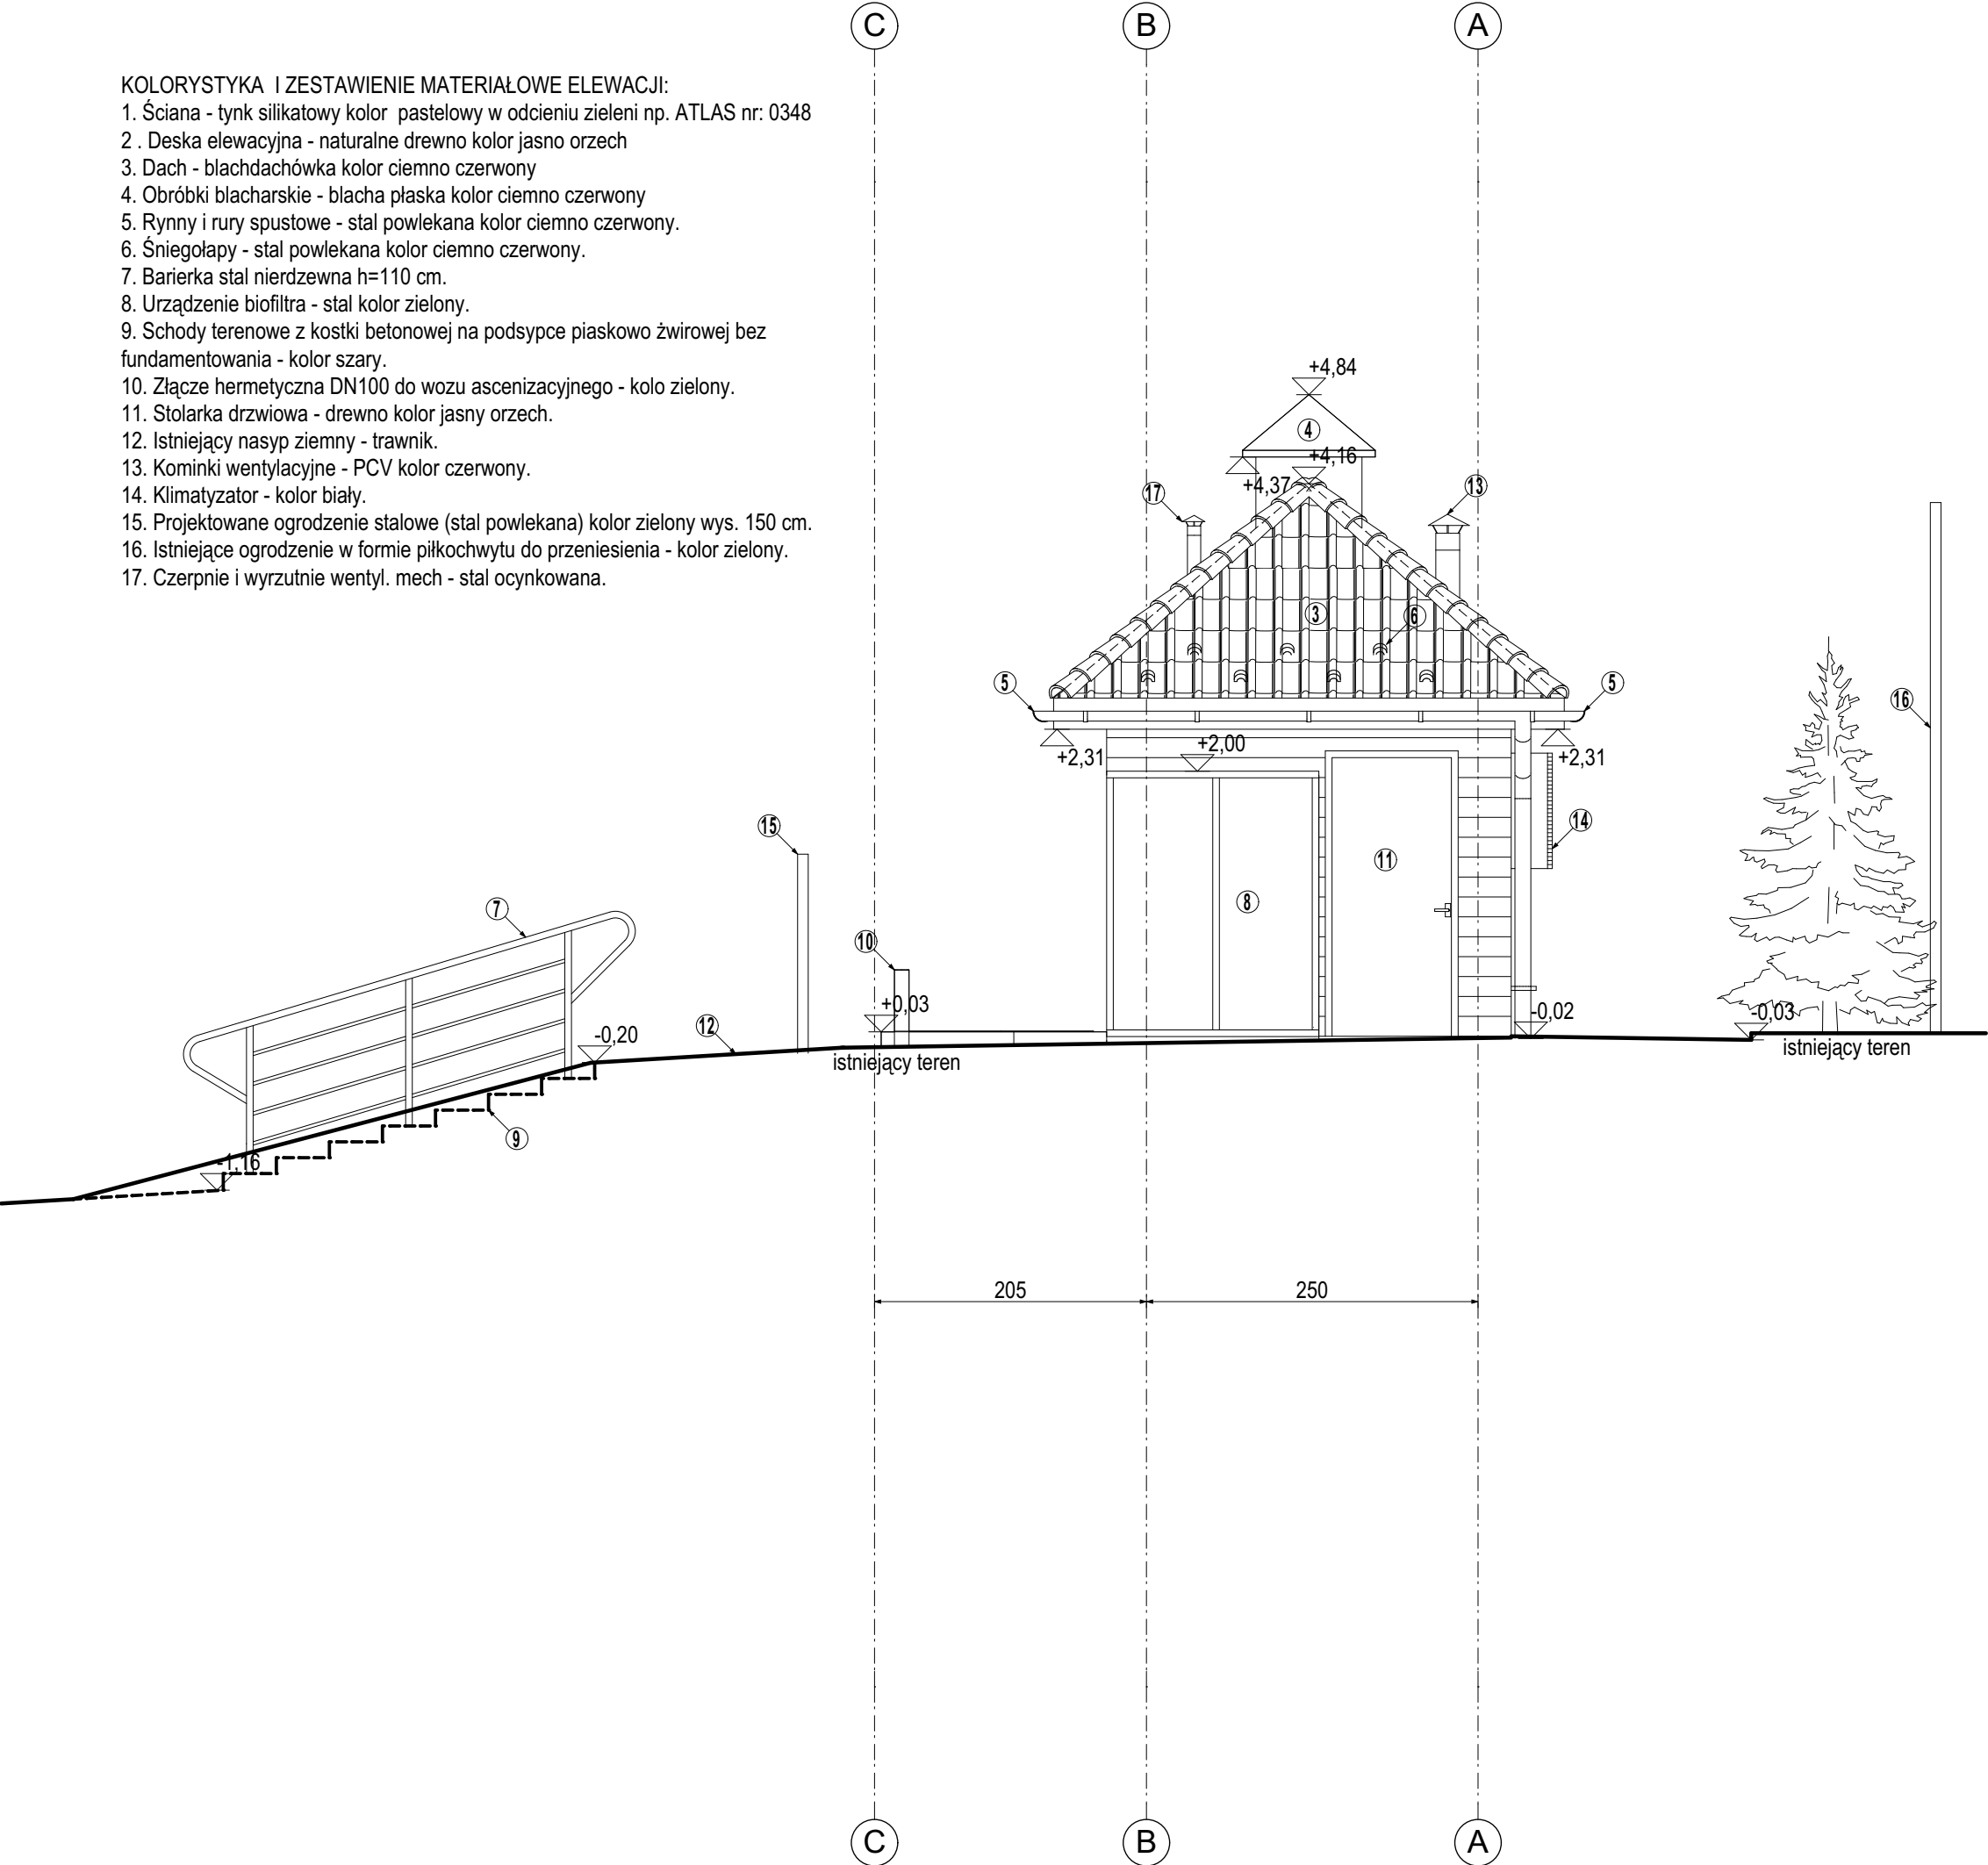 C
B
A
KOLORYSTYKA I ZESTAWIENIE MATERIAŁOWE ELEWACJI:
1. Ściana - tynk silikatowy kolor pastelowy w odcieniu zieleni np. ATLAS nr: 0348
2 . Deska elewacyjna - naturalne drewno kolor jasno orzech
3. Dach - blachdachówka kolor ciemno czerwony
4. Obróbki blacharskie - blacha płaska kolor ciemno czerwony
5. Rynny i rury spustowe - stal powlekana kolor ciemno czerwony.
6. Śniegołapy - stal powlekana kolor ciemno czerwony.
7. Barierka stal nierdzewna h=110 cm.
8. Urządzenie biofiltra - stal kolor zielony.
9. Schody terenowe z kostki betonowej na podsypce piaskowo żwirowej bez
fundamentowania - kolor szary.
10. Złącze hermetyczna DN100 do wozu ascenizacyjnego - kolo zielony.
11. Stolarka drzwiowa - drewno kolor jasny orzech.
12. Istniejący nasyp ziemny - trawnik.
13. Kominki wentylacyjne - PCV kolor czerwony.
14. Klimatyzator - kolor biały.
15. Projektowane ogrodzenie stalowe (stal powlekana) kolor zielony wys. 150 cm.
16. Istniejące ogrodzenie w formie piłkochwytu do przeniesienia - kolor zielony.
17. Czerpnie i wyrzutnie wentyl. mech - stal ocynkowana.
+4,84
4
+4,16
+4,37
17
13
3
6
5
5
16
+2,31
+2,00
+2,31
15
14
11
8
7
10
+0,03
-0,02
-0,03
12
-0,20
istniejący teren
istniejący teren
9
-1,16
205
250
C
B
A